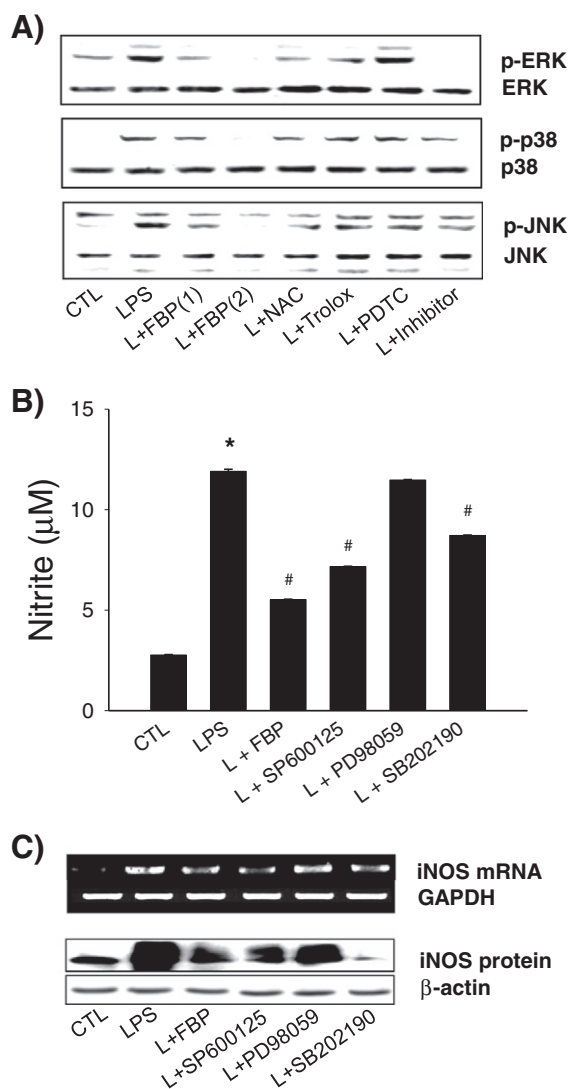 A)
p-ERK
ERK
p-p38
p38
p-JNK
JNK
CTL
LPS
L+FBP(1)
L+FBP(2)
L+NAC
L+Trolox
L+PDTC
L+Inhibitor
B)
Nitrite (μM)
15
10
5
0
*
#
#
#
CTL
LPS
L + FBP
L + SP600125
L + PD98059
L + SB202190
C)
iNOS mRNA
GAPDH
iNOS protein
β-actin
CTL
LPS
L+FBP
L+SP600125
L+PD98059
L+SB202190